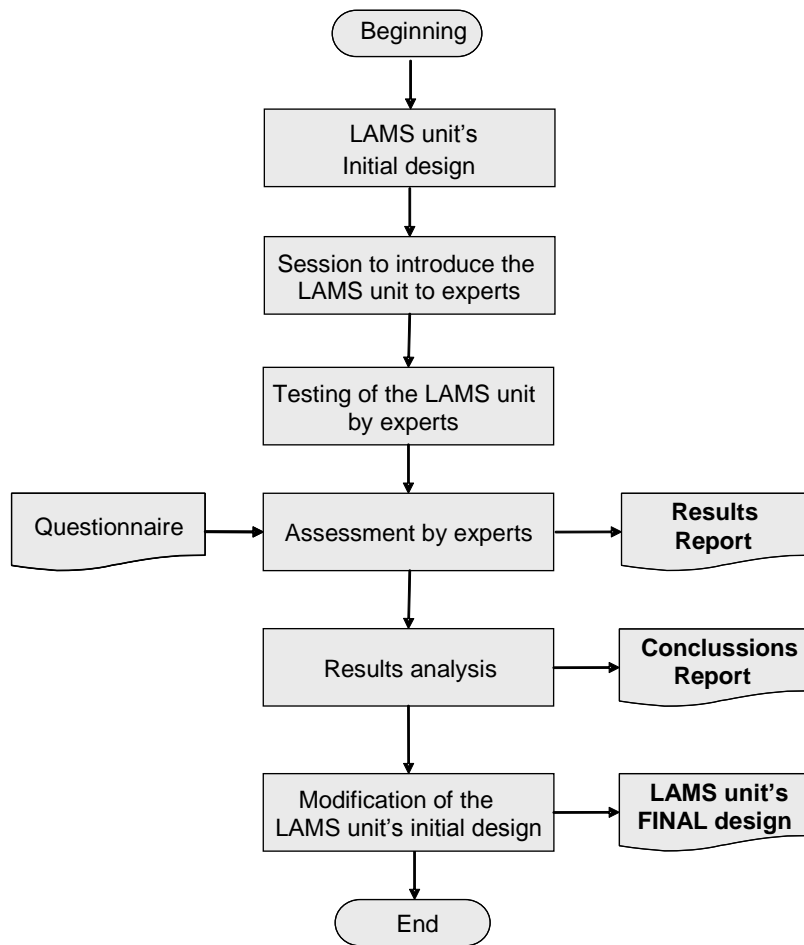 Beginning
LAMS unit’s
Initial design
Session to introduce the
LAMS unit to experts
Testing of the LAMS unit
by experts
Questionnaire
Assessment by experts
Results
Report
Results analysis
Conclussions
Report
Modification of the
LAMS unit’s initial design
LAMS unit’s
FINAL design
End